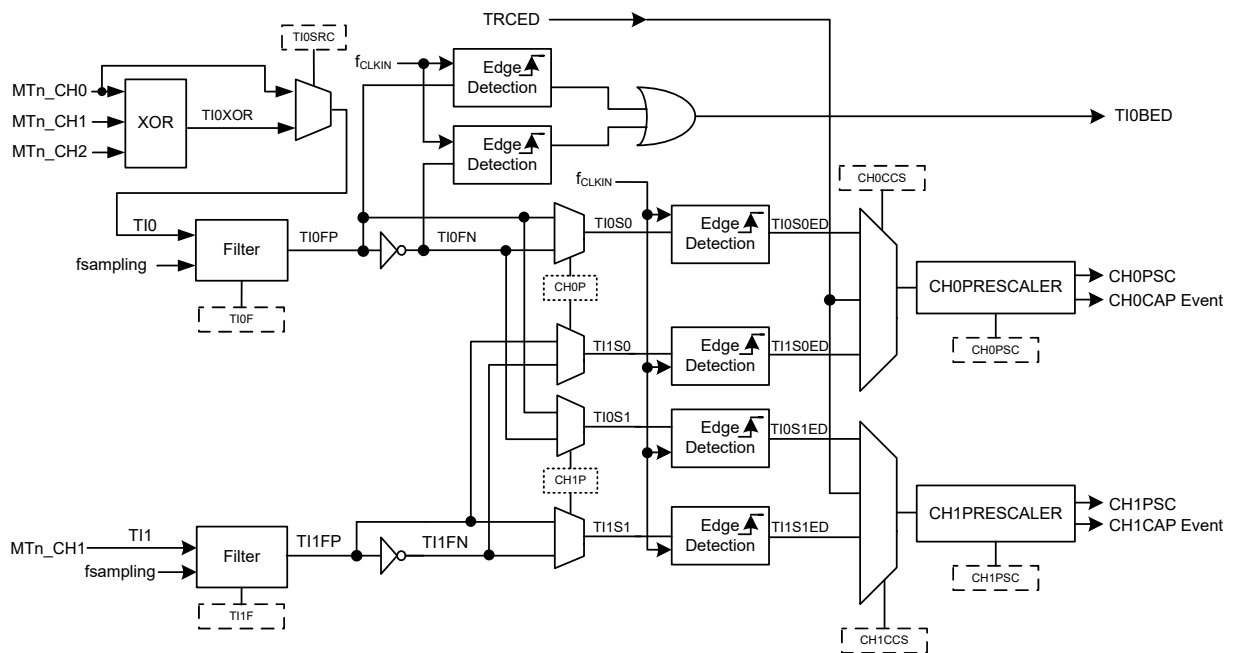 TRCED
TI0SRC
fCLKIN
Edge
Detection
MTn_CH0
XOR
TI0XOR
MTn_CH1
MTn_CH2
TI0BED
Edge
Detection
fCLKIN
CH0CCS
TI0
Filter
TI0FP
TI0FN
TI0S0
Edge
Detection
TI0S0ED
fsampling
CH0PRESCALER
CH0PSC
CH0CAP Event
CH0P
TI0F
TI1S0
Edge
Detection
TI1S0ED
CH0PSC
TI0S1
Edge
Detection
TI0S1ED
CH1P
CH1PRESCALER
CH1PSC
CH1CAP Event
MTn_CH1
TI1
Filter
TI1FP
TI1FN
TI1S1
Edge
Detection
TI1S1ED
fsampling
CH1PSC
TI1F
CH1CCS